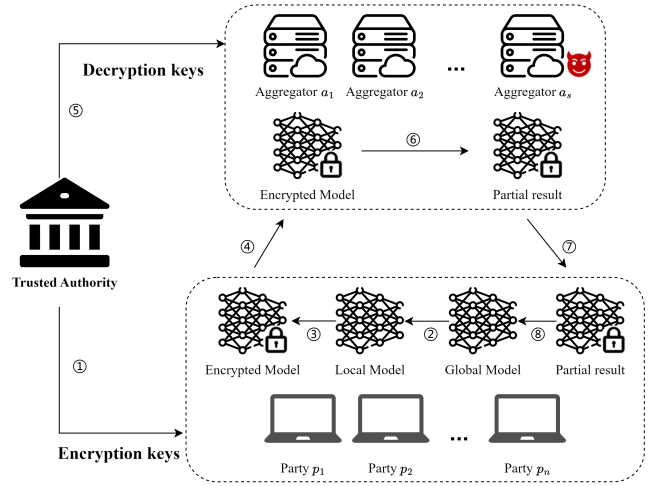 Decryption keys
⑤
Aggregator a₁ Aggregator a₂ ... Aggregator aₛ
⑥
Encrypted Model Partial result
Trusted Authority
④ ⑦
③ ② ⑧
Encrypted Model Local Model Global Model Partial result
①
Encryption keys
...
Party p₁ Party p₂ Party pₙ